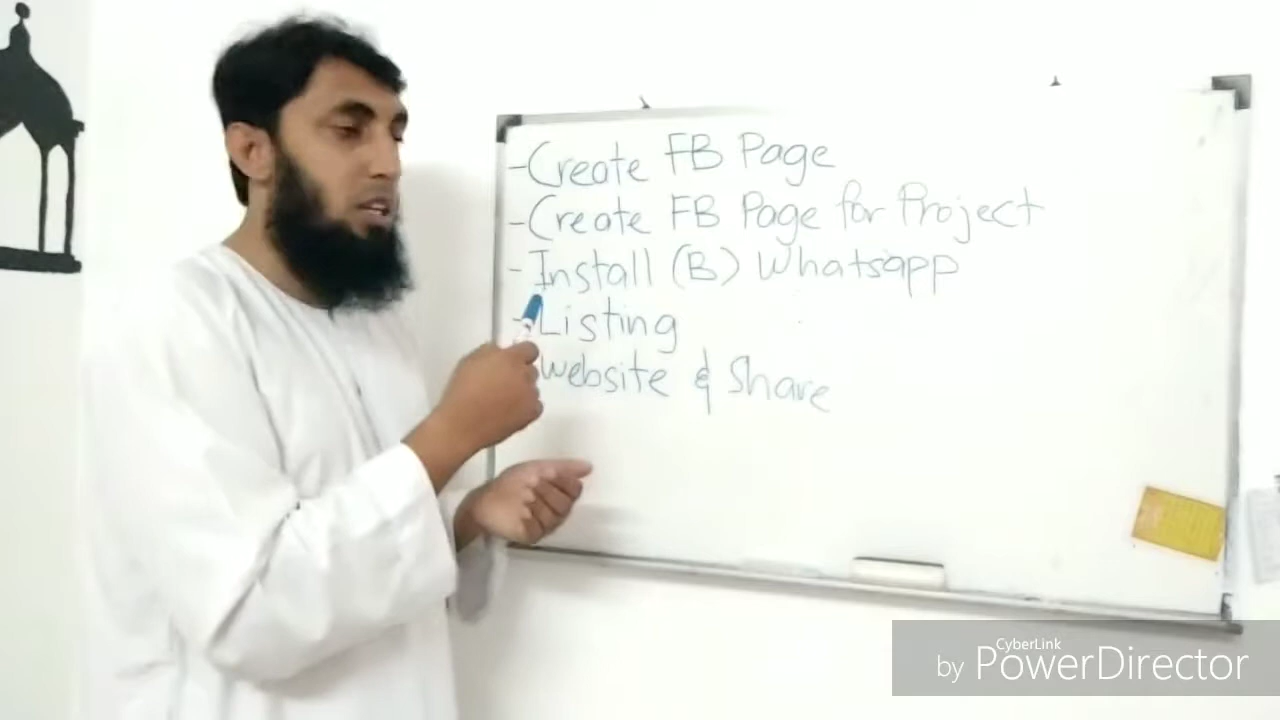 -Create FB Page
-Create FB Page for Project
-Install (B) Whatsapp
-Listing
Website & Share
CyberLink
by PowerDirector